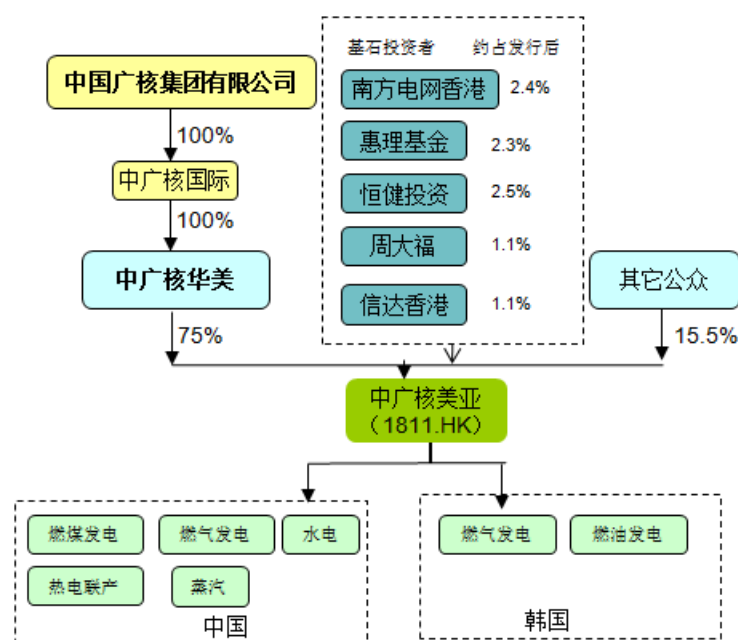 基石投资者 约占发行后
中国广核集团有限公司
南方电网香港 2.4%
100%
惠理基金 2.3%
中广核国际
恒健投资 2.5%
100%
周大福 1.1%
中广核华美
其它公众
信达香港 1.1%
75%
15.5%
中广核美亚
（1811.HK）
燃煤发电 燃气发电 水电
热电联产 蒸汽
中国
燃气发电 燃油发电
韩国